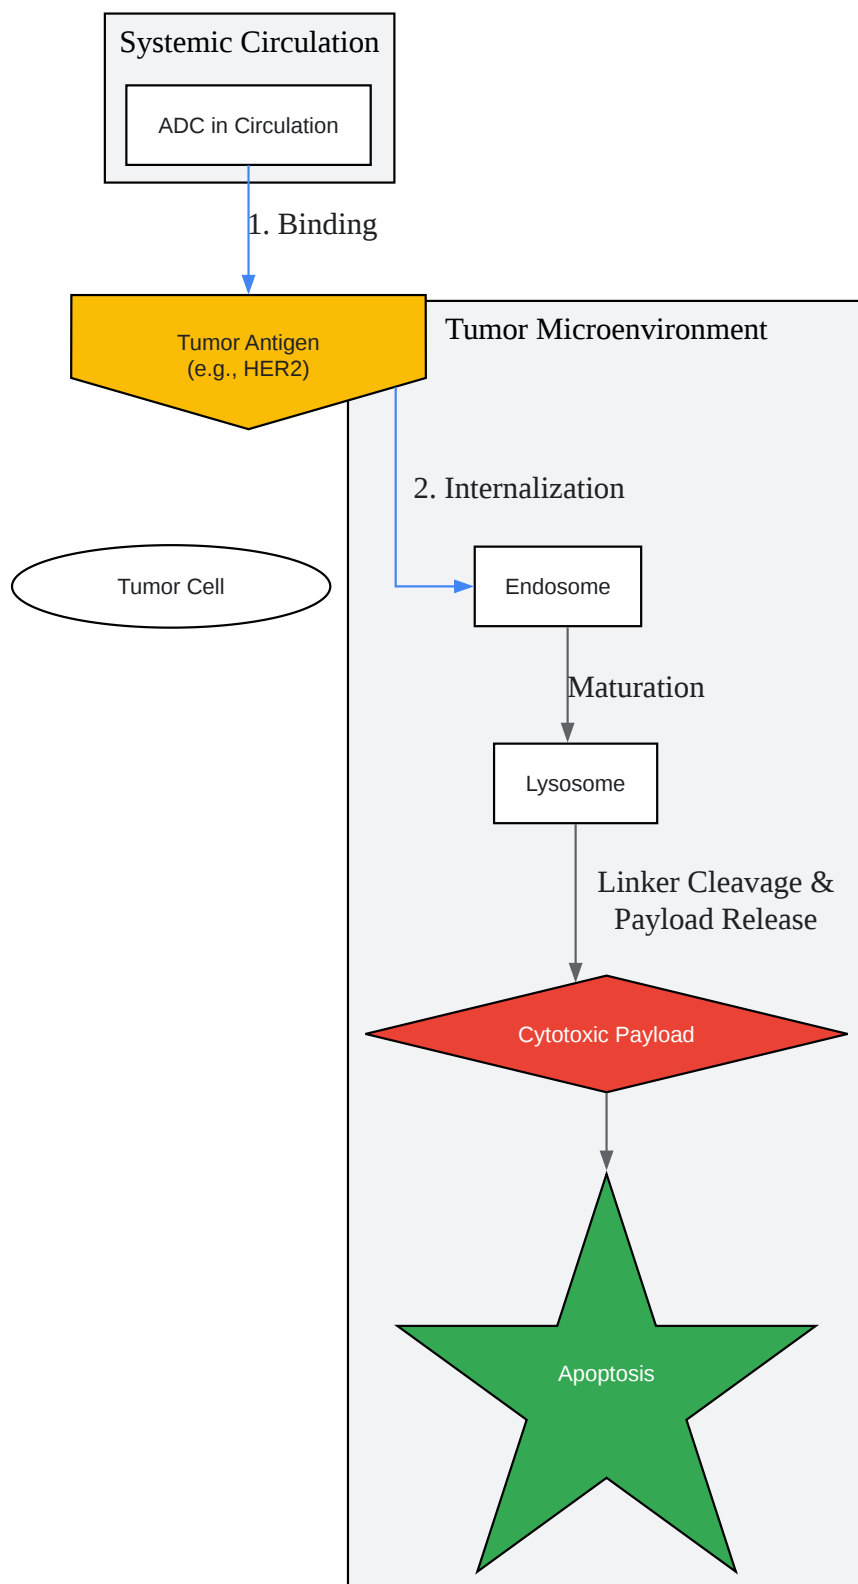 Systemic Circulation
ADC in Circulation
1. Binding
Tumor Antigen
(e.g., HER2)
Tumor Microenvironment
2. Internalization
Tumor Cell
Endosome
Maturation
Lysosome
Linker Cleavage &
Payload Release
Cytotoxic Payload
Apoptosis